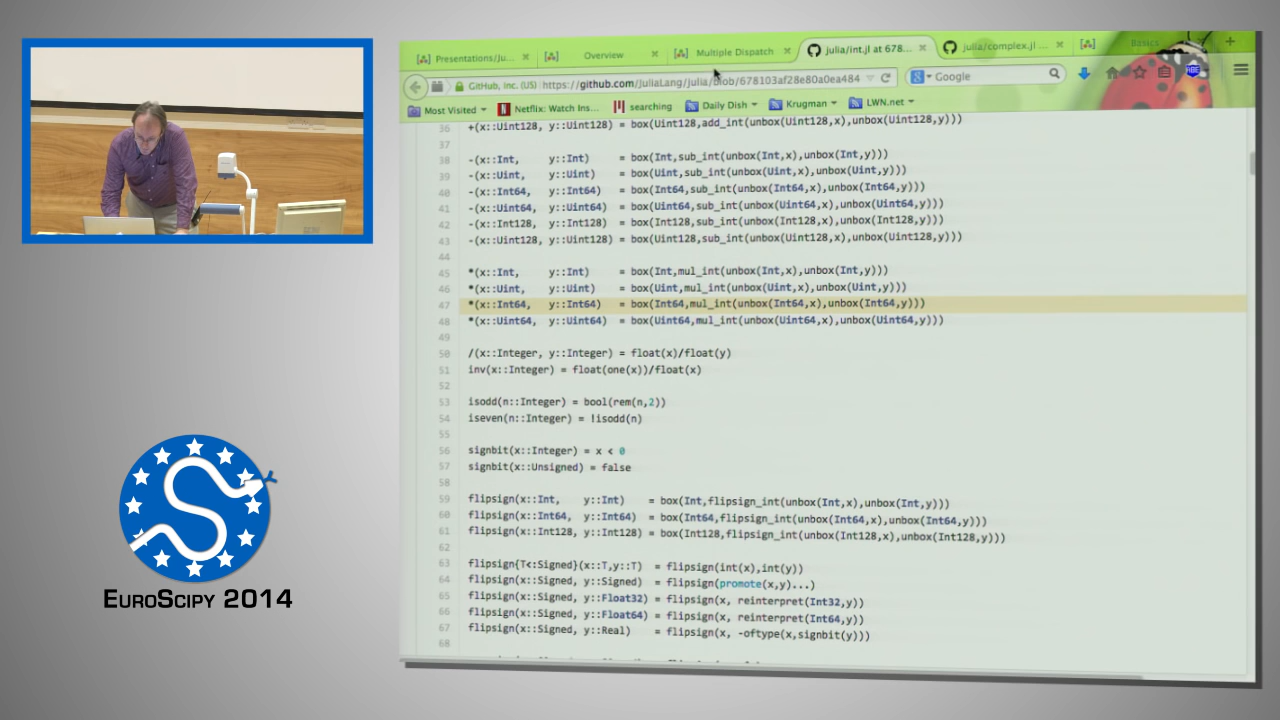 Presentations/Ju...
Overview
Multiple Dispatch
julia/int.jl at 678...
julia/complex.jl ...
Basics
GitHub, Inc. (US)
https://github.com/JuliaLang/julia/blob/678103af28e80a0ea484
Google
Most Visited
Netflix: Watch Ins...
searching
Daily Dish
Krugman
LWN.net
36 +(x::Uint128, y::Uint128) = box(Uint128,add_int(unbox(Uint128,x),unbox(Uint128,y)))
37
38 -(x::Int,     y::Int)     = box(Int,sub_int(unbox(Int,x),unbox(Int,y)))
39 -(x::Uint,    y::Uint)    = box(Uint,sub_int(unbox(Uint,x),unbox(Uint,y)))
40 -(x::Int64,   y::Int64)   = box(Int64,sub_int(unbox(Int64,x),unbox(Int64,y)))
41 -(x::Uint64,  y::Uint64)  = box(Uint64,sub_int(unbox(Uint64,x),unbox(Uint64,y)))
42 -(x::Int128,  y::Int128)  = box(Int128,sub_int(unbox(Int128,x),unbox(Int128,y)))
43 -(x::Uint128, y::Uint128) = box(Uint128,sub_int(unbox(Uint128,x),unbox(Uint128,y)))
44
45 *(x::Int,     y::Int)     = box(Int,mul_int(unbox(Int,x),unbox(Int,y)))
46 *(x::Uint,    y::Uint)    = box(Uint,mul_int(unbox(Uint,x),unbox(Uint,y)))
47 *(x::Int64,   y::Int64)   = box(Int64,mul_int(unbox(Int64,x),unbox(Int64,y)))
48 *(x::Uint64,  y::Uint64)  = box(Uint64,mul_int(unbox(Uint64,x),unbox(Uint64,y)))
49
50 /(x::Integer, y::Integer) = float(x)/float(y)
51 inv(x::Integer) = float(one(x))/float(x)
52
53 isodd(n::Integer) = bool(rem(n,2))
54 iseven(n::Integer) = !isodd(n)
55
56 signbit(x::Integer) = x < 0
57 signbit(x::Unsigned) = false
58
59 flipsign(x::Int,    y::Int)    = box(Int,flipsign_int(unbox(Int,x),unbox(Int,y)))
60 flipsign(x::Int64,  y::Int64)  = box(Int64,flipsign_int(unbox(Int64,x),unbox(Int64,y)))
61 flipsign(x::Int128, y::Int128) = box(Int128,flipsign_int(unbox(Int128,x),unbox(Int128,y)))
62
63 flipsign{T<:Signed}(x::T,y::T)  = flipsign(int(x),int(y))
64 flipsign(x::Signed, y::Signed)  = flipsign(promote(x,y)...)
65 flipsign(x::Signed, y::Float32) = flipsign(x, reinterpret(Int32,y))
66 flipsign(x::Signed, y::Float64) = flipsign(x, reinterpret(Int64,y))
67 flipsign(x::Signed, y::Real)    = flipsign(x, -oftype(x,signbit(y)))
68
EuroScipy 2014